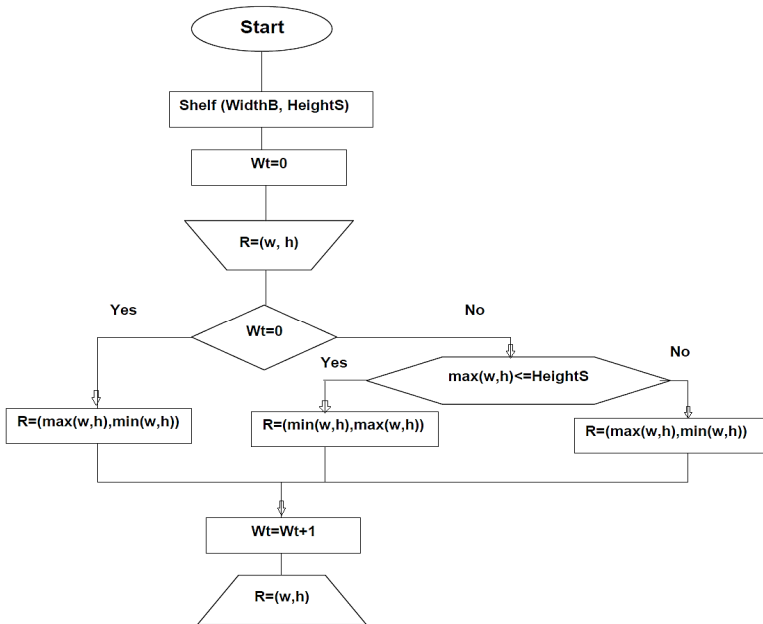 Start
Shelf (WidthB, HeightS)
Wt=0
R=(w, h)
Yes
No
Wt=0
Yes
max(w,h)<=HeightS
No
R=(max(w,h),min(w,h))
R=(min(w,h),max(w,h))
R=(max(w,h),min(w,h))
Wt=Wt+1
R=(w,h)